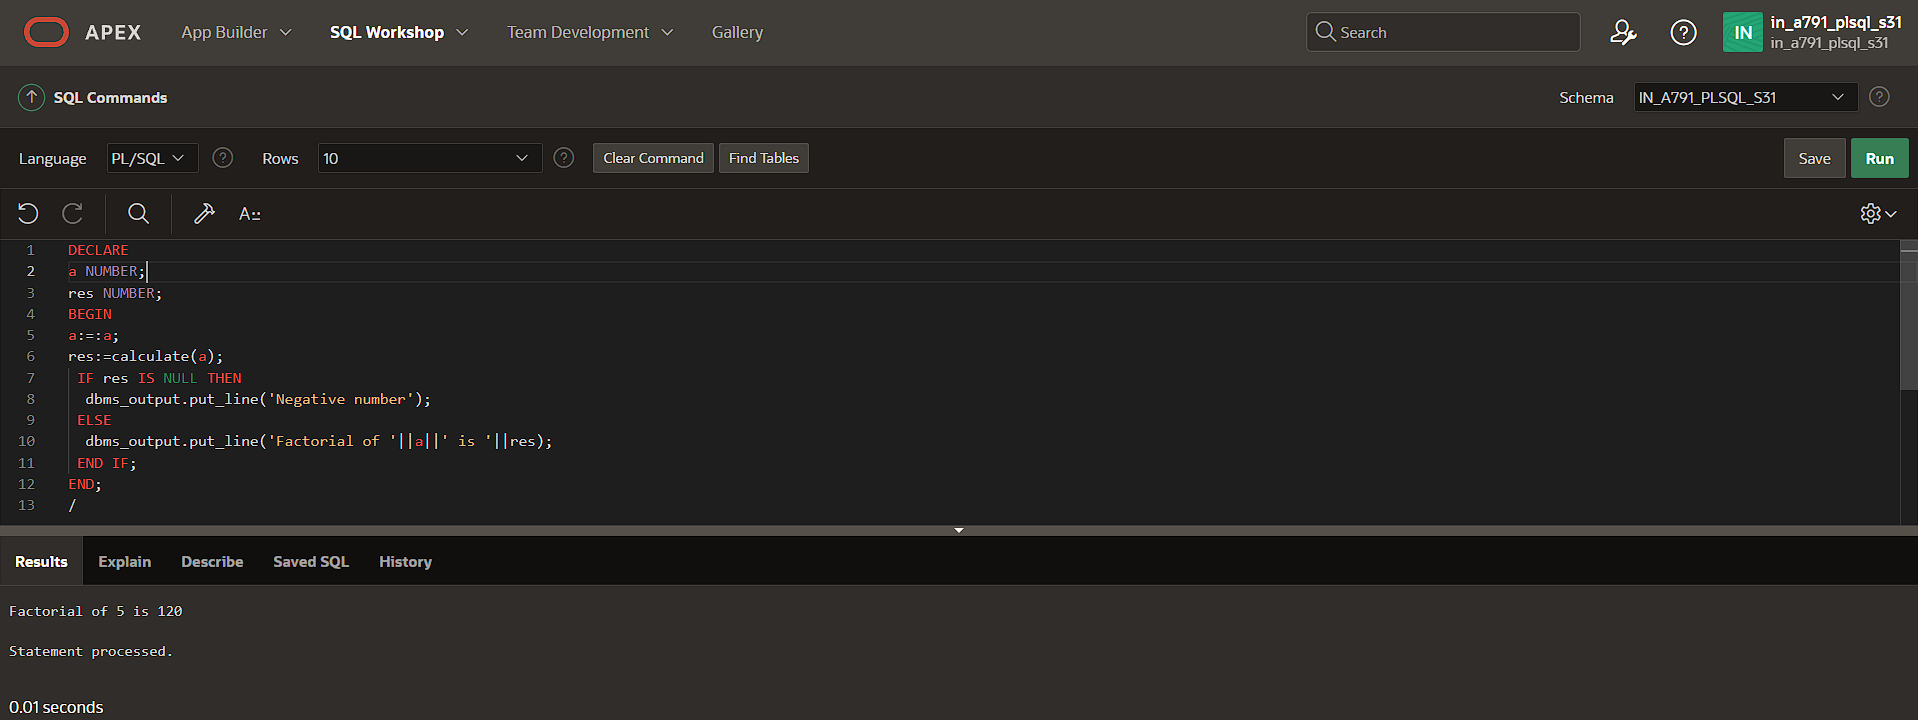 APEX App Builder SQL Workshop Team Development Gallery Search IN in_a791_plsql_s31
in_a791_plsql_s31
SQL Commands Schema IN_A791_PLSQL_S31
Language PL/SQL Rows 10 Clear Command Find Tables Save Run
A::
1 DECLARE
2 a NUMBER;
3 res NUMBER;
4 BEGIN
5 a:=:a;
6 res:=calculate(a);
7 IF res IS NULL THEN
8 dbms_output.put_line('Negative number');
9 ELSE
10 dbms_output.put_line('Factorial of '||a||' is '||res);
11 END IF;
12 END;
13 /
Results Explain Describe Saved SQL History
Factorial of 5 is 120
Statement processed.
0.01 seconds